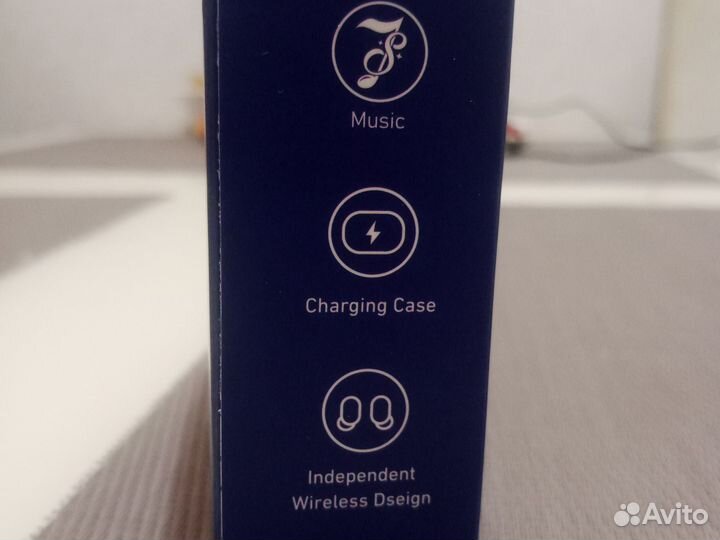 Music
Charging Case
Independent
Wireless Dseign
Avito